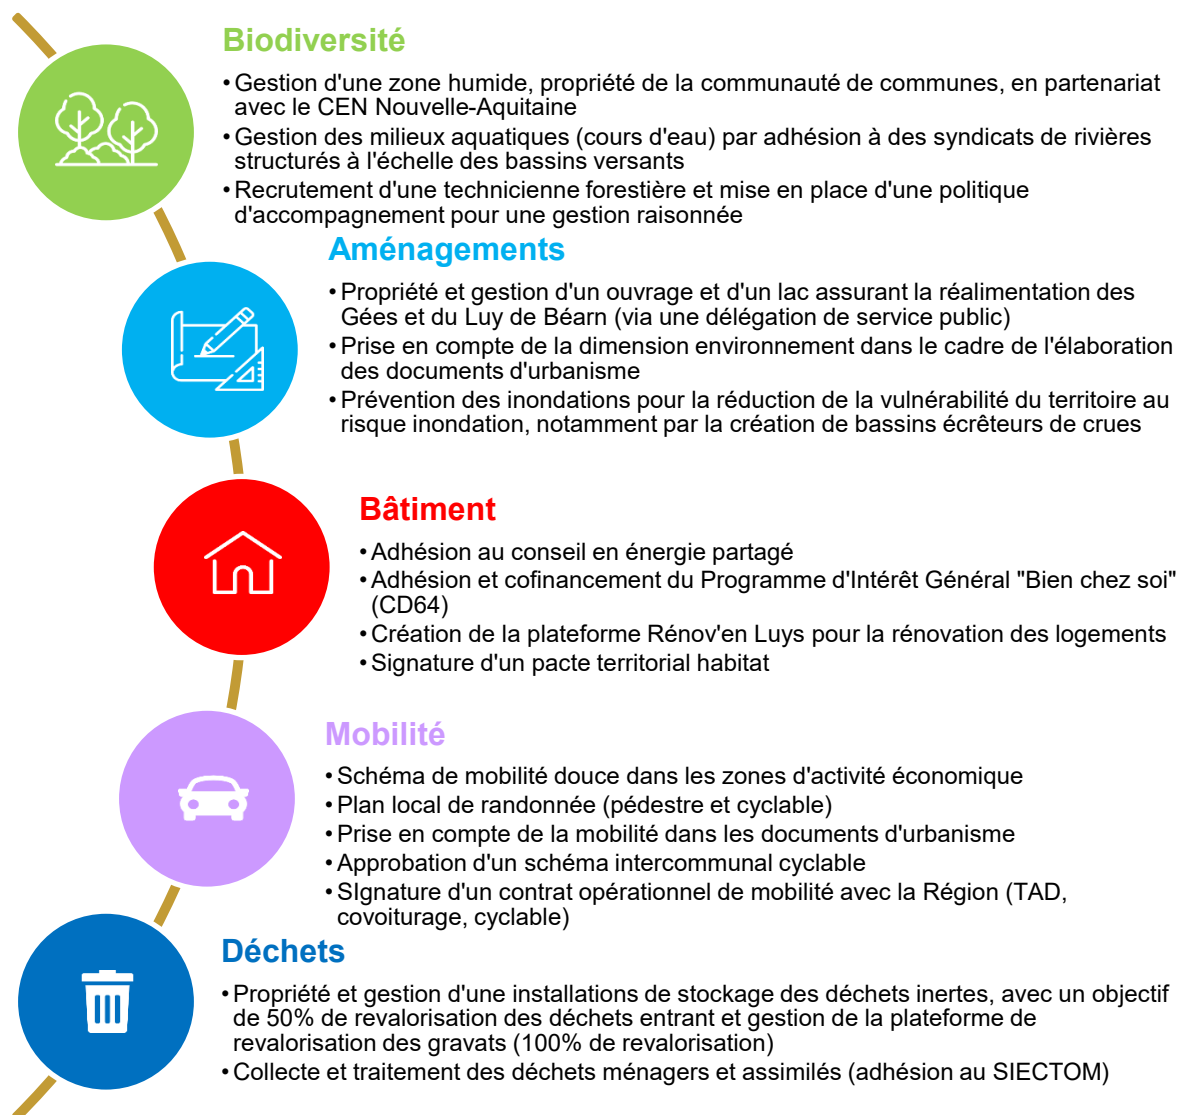 Biodiversité
• Gestion d'une zone humide, propriété de la communauté de communes, en partenariat
avec le CEN Nouvelle-Aquitaine
• Gestion des milieux aquatiques (cours d'eau) par adhésion à des syndicats de rivières
structurés à l'échelle des bassins versants
• Recrutement d'une technicienne forestière et mise en place d'une politique
d'accompagnement pour une gestion raisonnée
Aménagements
• Propriété et gestion d'un ouvrage et d'un lac assurant la réalimentation des
Gées et du Luy de Béarn (via une délégation de service public)
• Prise en compte de la dimension environnement dans le cadre de l'élaboration
des documents d'urbanisme
• Prévention des inondations pour la réduction de la vulnérabilité du territoire au
risque inondation, notamment par la création de bassins écrêteurs de crues
Bâtiment
• Adhésion au conseil en énergie partagé
• Adhésion et cofinancement du Programme d'Intérêt Général "Bien chez soi"
(CD64)
• Création de la plateforme Rénov'en Luys pour la rénovation des logements
• Signature d'un pacte territorial habitat
Mobilité
• Schéma de mobilité douce dans les zones d'activité économique
• Plan local de randonnée (pédestre et cyclable)
• Prise en compte de la mobilité dans les documents d'urbanisme
• Approbation d'un schéma intercommunal cyclable
• SIgnature d'un contrat opérationnel de mobilité avec la Région (TAD,
covoiturage, cyclable)
Déchets
• Propriété et gestion d'une installations de stockage des déchets inertes, avec un objectif
de 50% de revalorisation des déchets entrant et gestion de la plateforme de
revalorisation des gravats (100% de revalorisation)
• Collecte et traitement des déchets ménagers et assimilés (adhésion au SIECTOM)